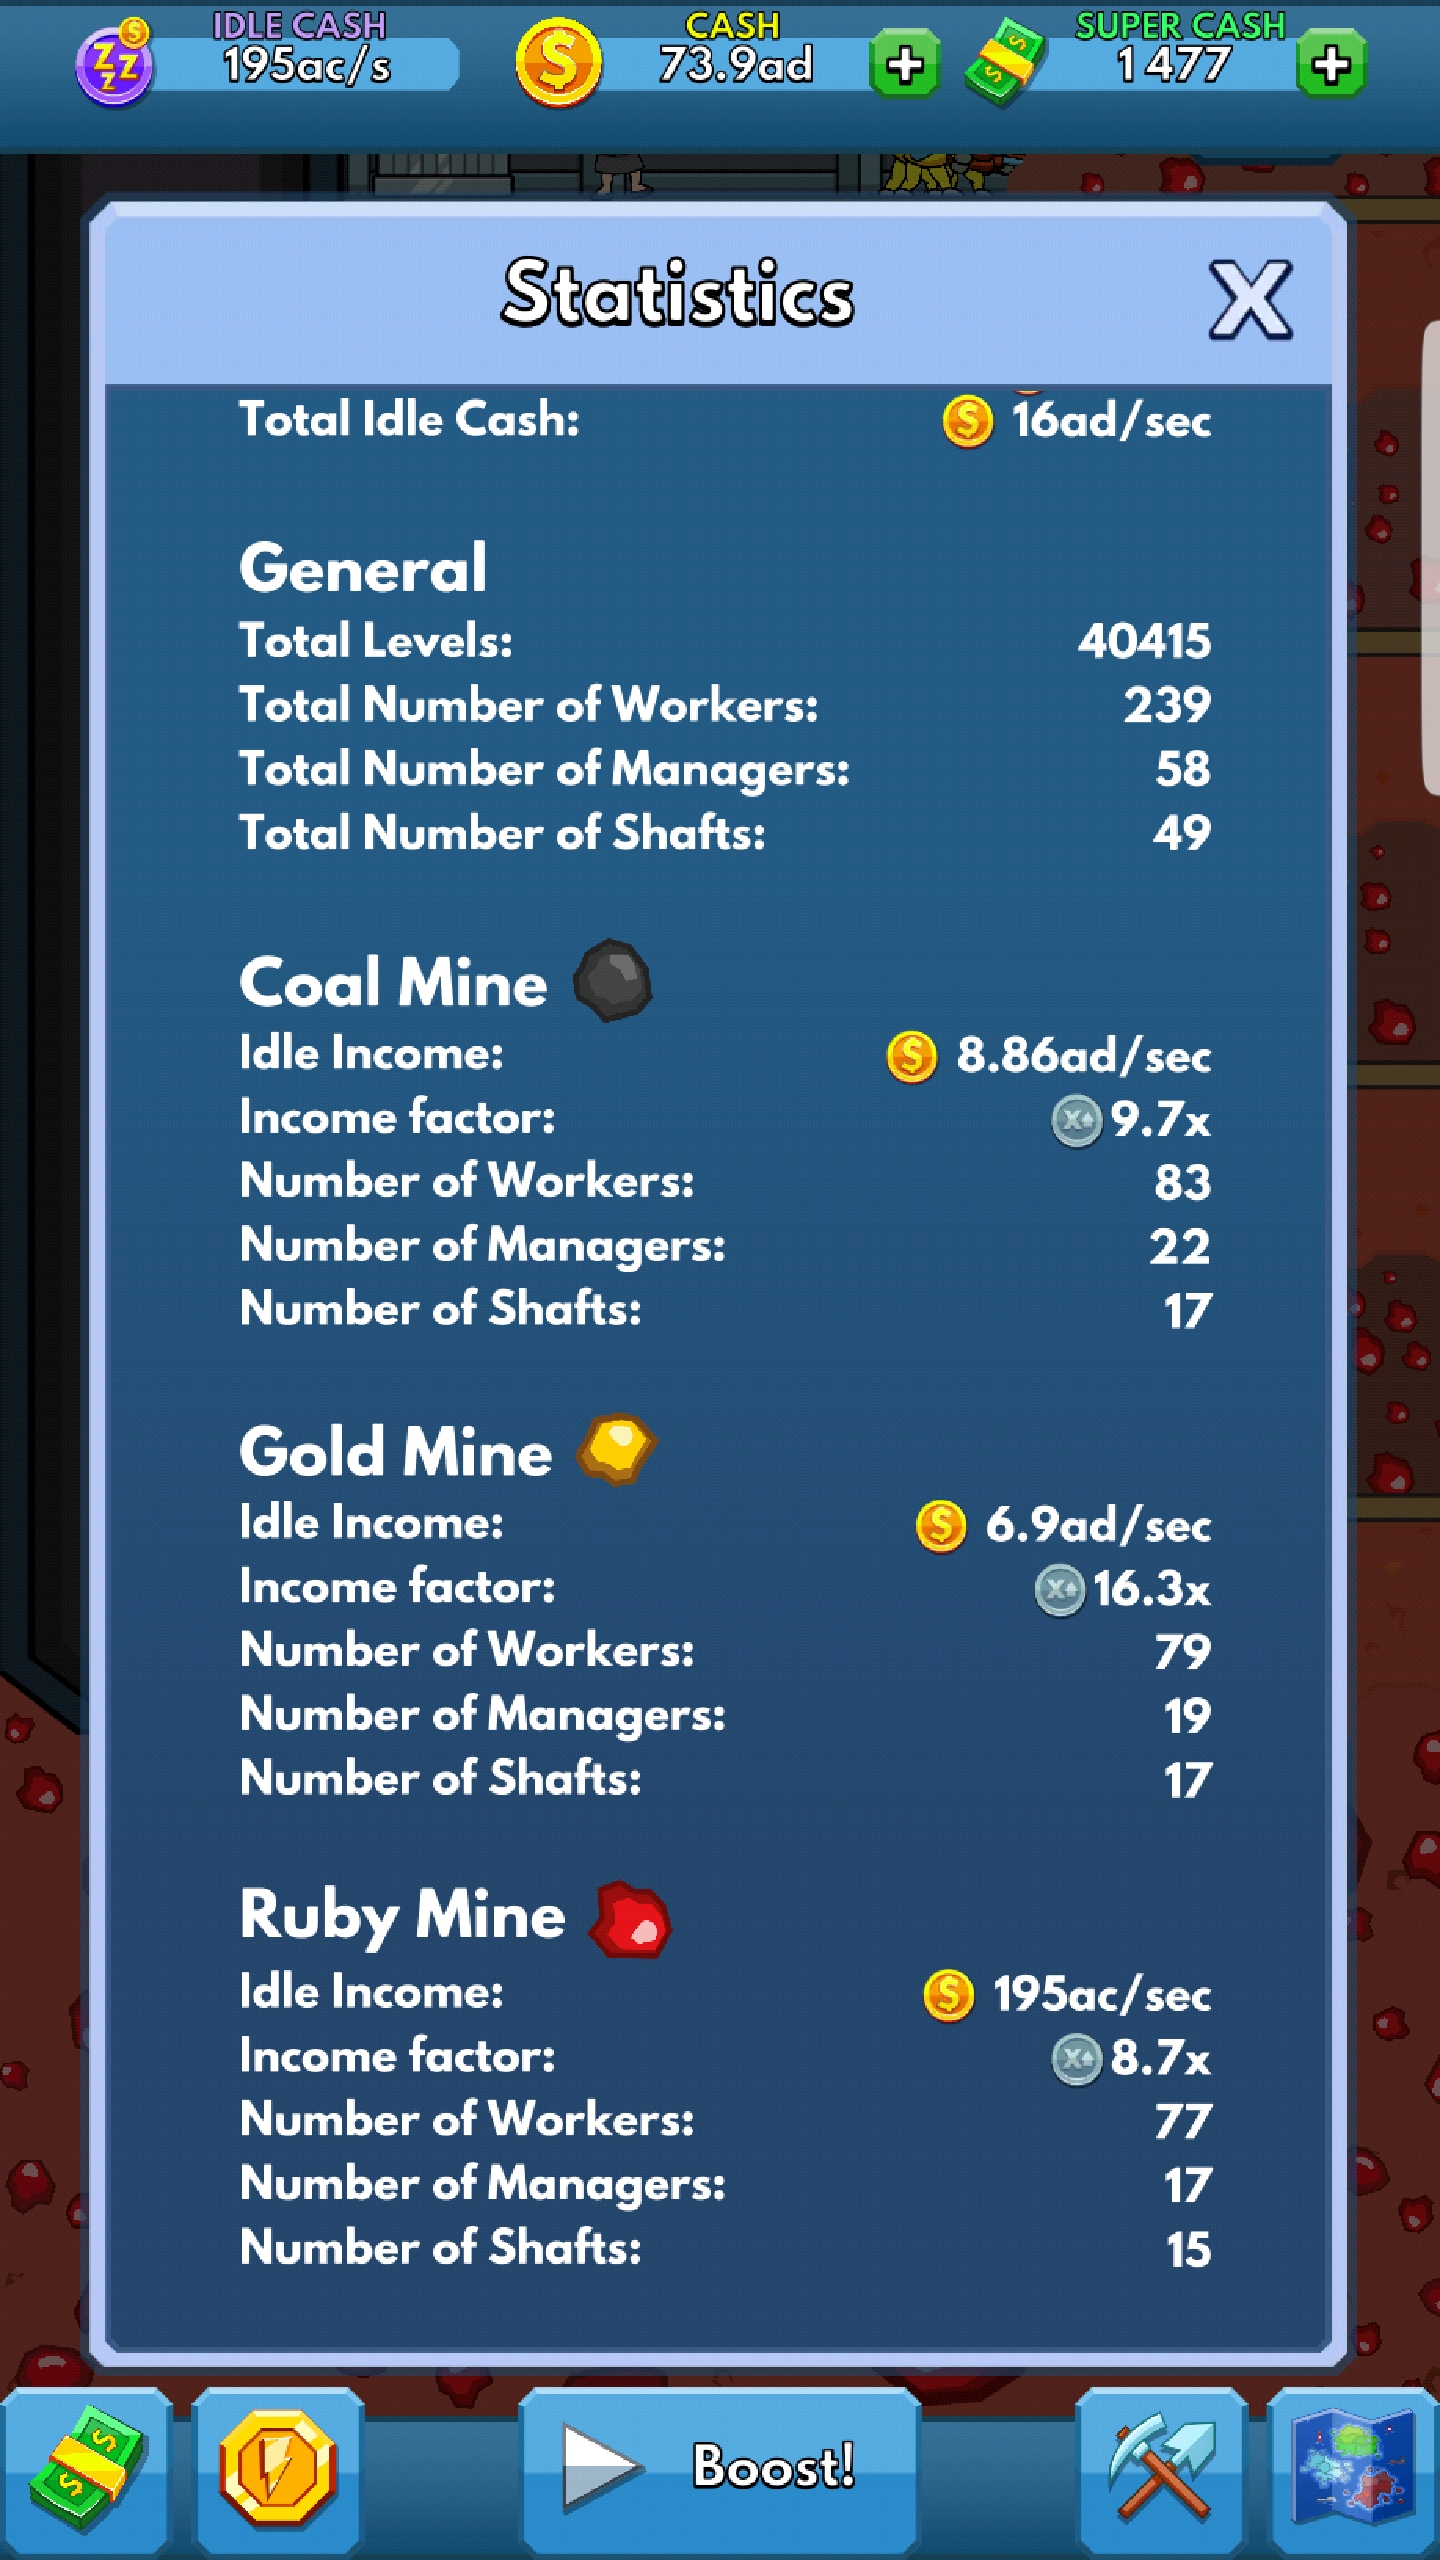 IDLE CASH
195ac/s
CASH
73.9ad
SUPER CASH
1 477
Statistics
X
Total Idle Cash: 16ad/sec
General
Total Levels: 40415
Total Number of Workers: 239
Total Number of Managers: 58
Total Number of Shafts: 49
Coal Mine
Idle Income: 8.86ad/sec
Income factor: 9.7x
Number of Workers: 83
Number of Managers: 22
Number of Shafts: 17
Gold Mine
Idle Income: 6.9ad/sec
Income factor: 16.3x
Number of Workers: 79
Number of Managers: 19
Number of Shafts: 17
Ruby Mine
Idle Income: 195ac/sec
Income factor: 8.7x
Number of Workers: 77
Number of Managers: 17
Number of Shafts: 15
Boost!